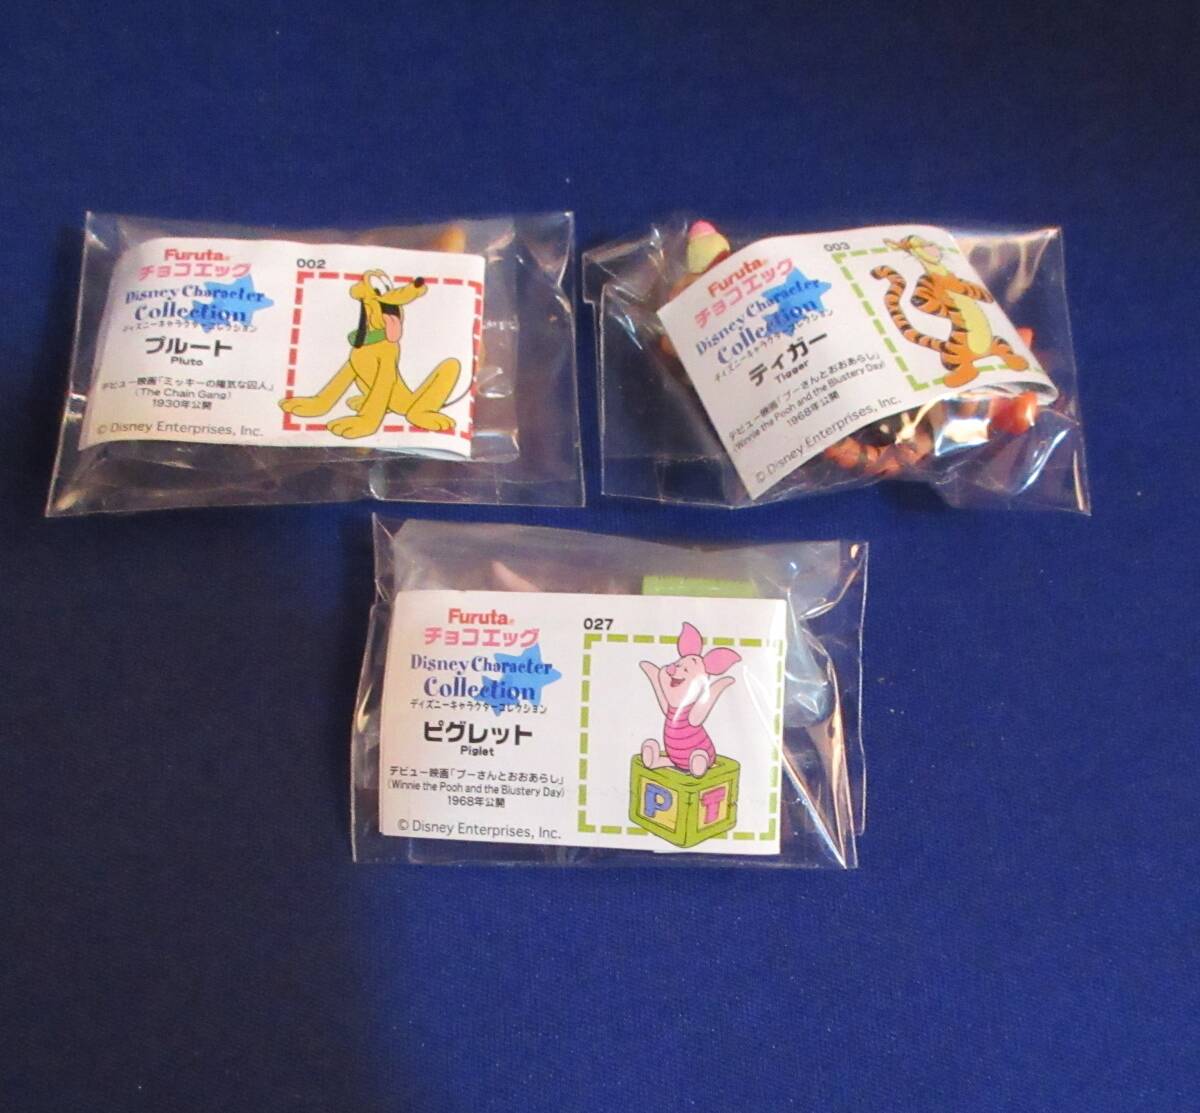 Furuta®
チョコエッグ
Disney Character
Collection
ディズニーキャラクターコレクション
プルート
Pluto
デビュー映画「ミッキーの陽気な囚人」
(The Chain Gang)
1930年公開
© Disney Enterprises, Inc.
002
Furuta®
チョコエッグ
Disney Character
Collection
ディズニーキャラクターコレクション
ティガー
Tigger
デビュー映画「プーさんとおおあらし」
(Winnie the Pooh and the Blustery Day)
1968年公開
© Disney Enterprises, Inc.
003
Furuta®
チョコエッグ
Disney Character
Collection
ディズニーキャラクターコレクション
ピグレット
Piglet
デビュー映画「プーさんとおおあらし」
(Winnie the Pooh and the Blustery Day)
1968年公開
© Disney Enterprises, Inc.
027
P T